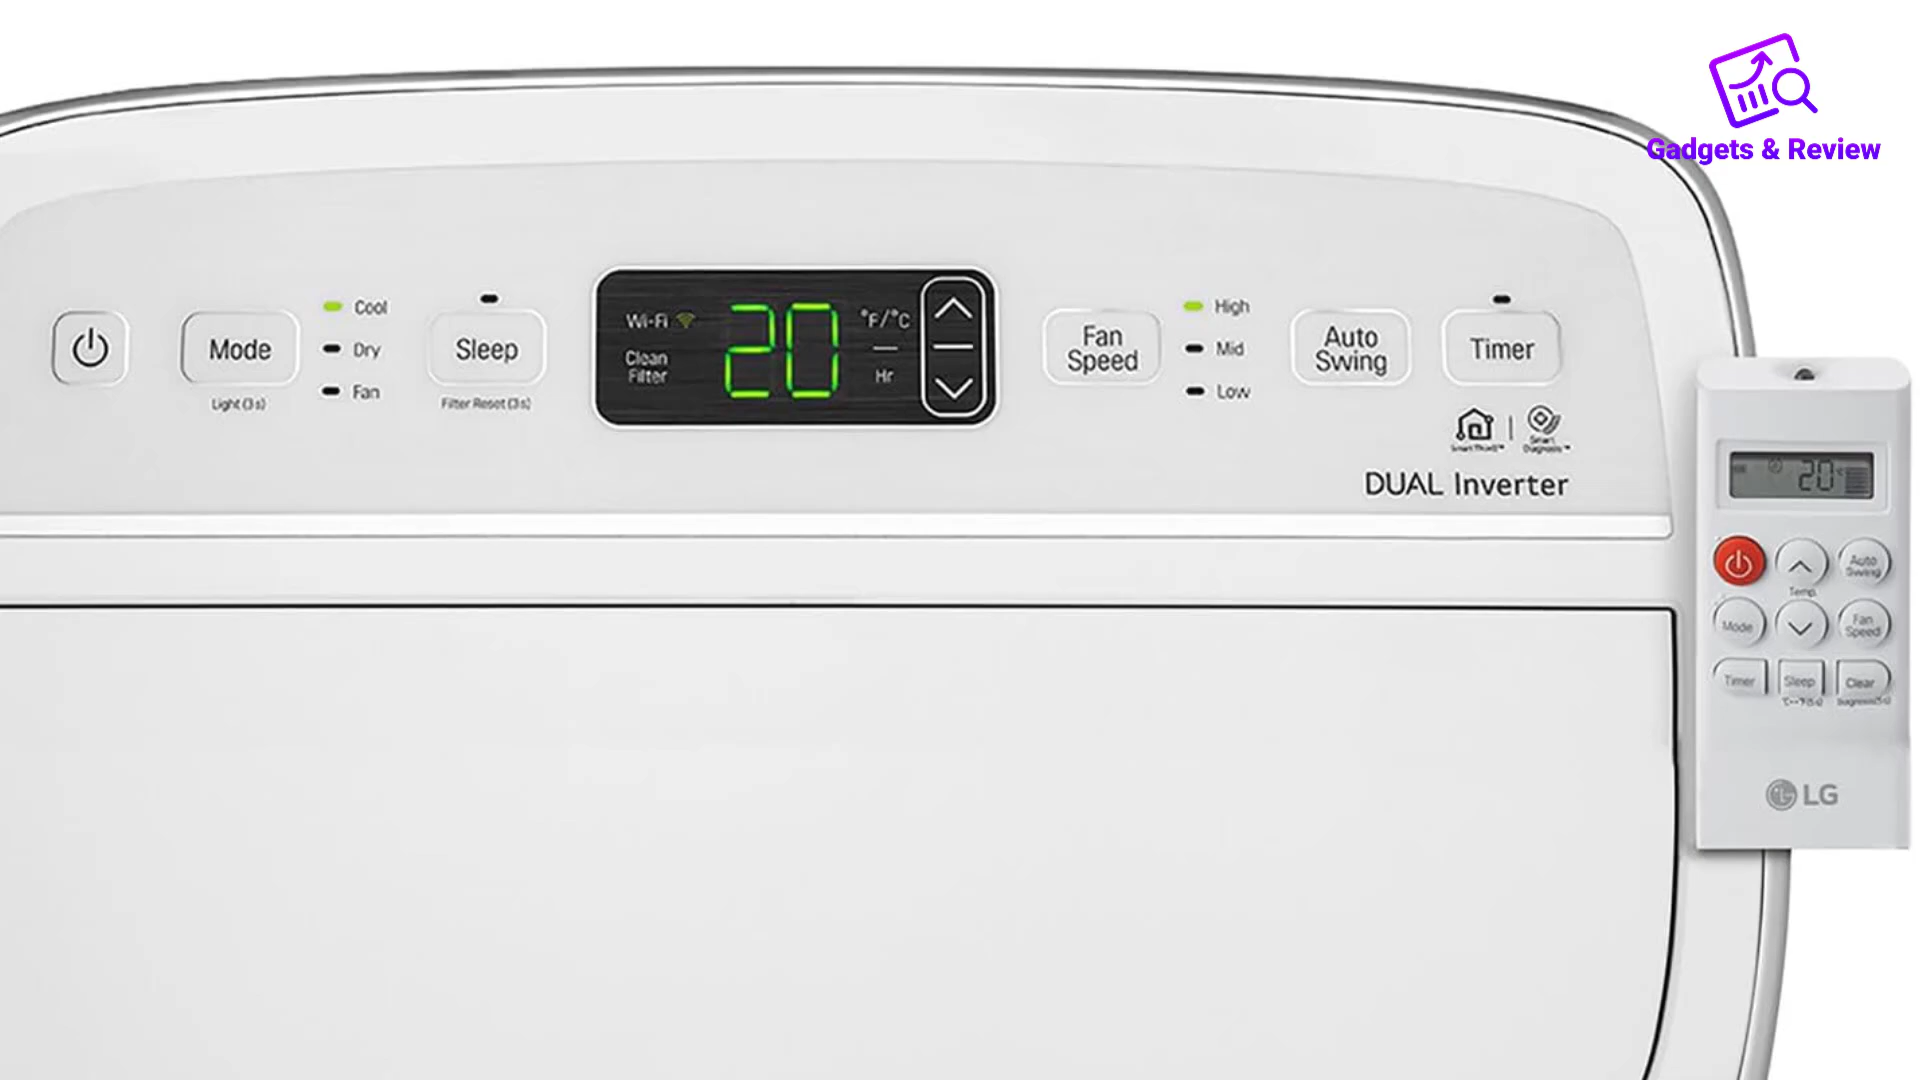 Gadgets & Review
Cool
Dry
Fan
Mode
Light (3s)
Sleep
Filter Reset (3s)
Wi-Fi
Clean
Filter
20
°F/°C
Hr
Fan
Speed
High
Mid
Low
Auto
Swing
Timer
Smart
DUAL Inverter
20
Temp.
Auto
Swing
Mode
Fan
Speed
Timer
Sleep
Clear
LG